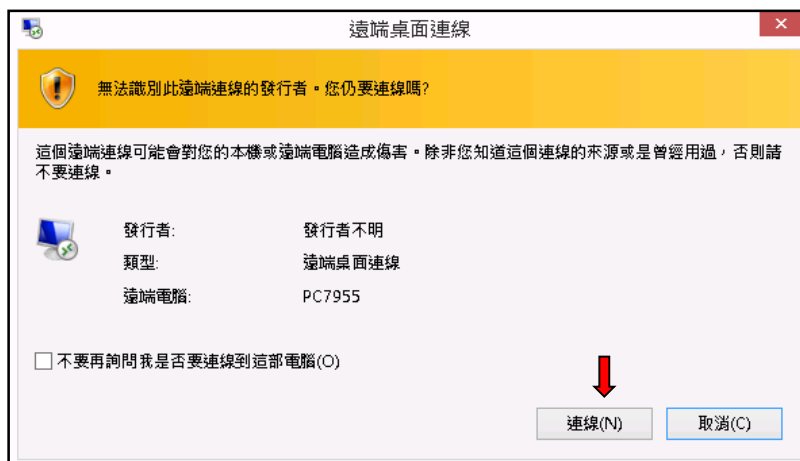 遠端桌面連線
無法識別此遠端連線的發行者。您仍要連線嗎?
這個遠端連線可能會對您的本機或遠端電腦造成傷害。除非您知道這個連線的來源或是曾經用過，否則請
不要連線。
發行者: 發行者不明
類型: 遠端桌面連線
遠端電腦: PC7955
不要再詢問我是否要連線到這部電腦(O)
連線(N) 取消(C)